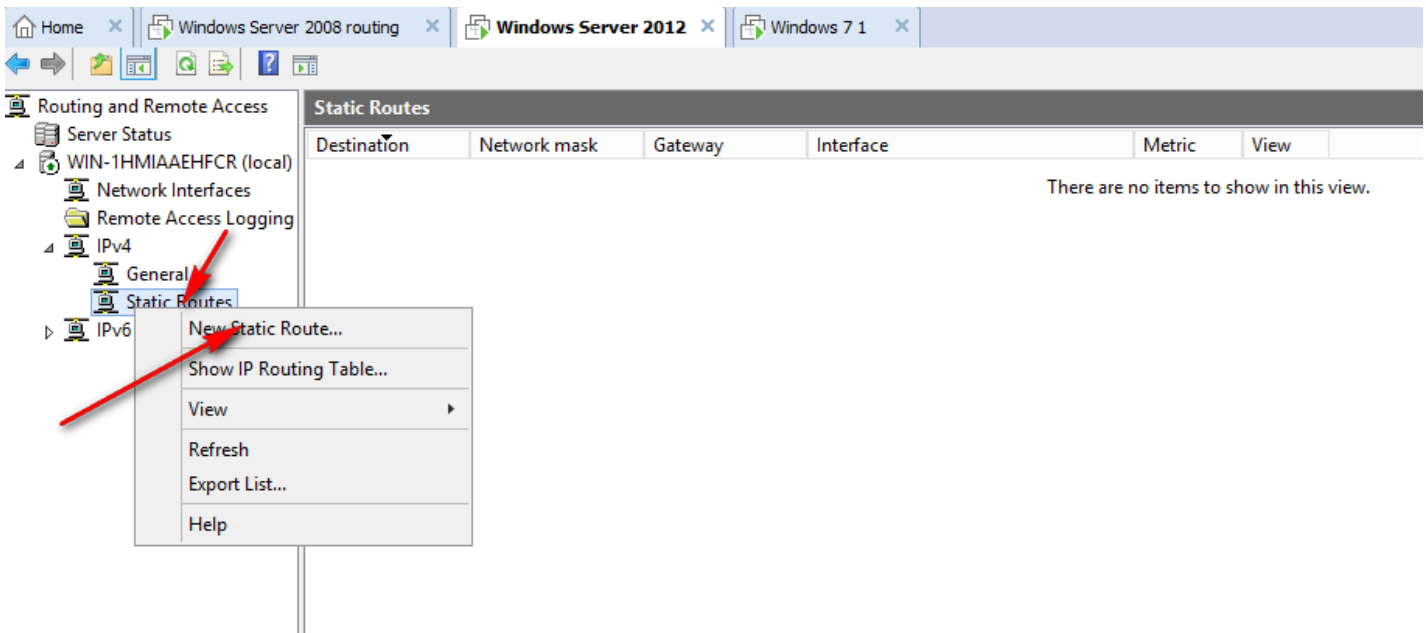 Home × Windows Server 2008 routing × Windows Server 2012 × Windows 7 1 ×
Routing and Remote Access
Server Status
WIN-1HMIAAEHFCR (local)
Network Interfaces
Remote Access Logging
IPv4
General
Static Routes
IPv6
Static Routes
Destination Network mask Gateway Interface Metric View
There are no items to show in this view.
New Static Route...
Show IP Routing Table...
View
Refresh
Export List...
Help